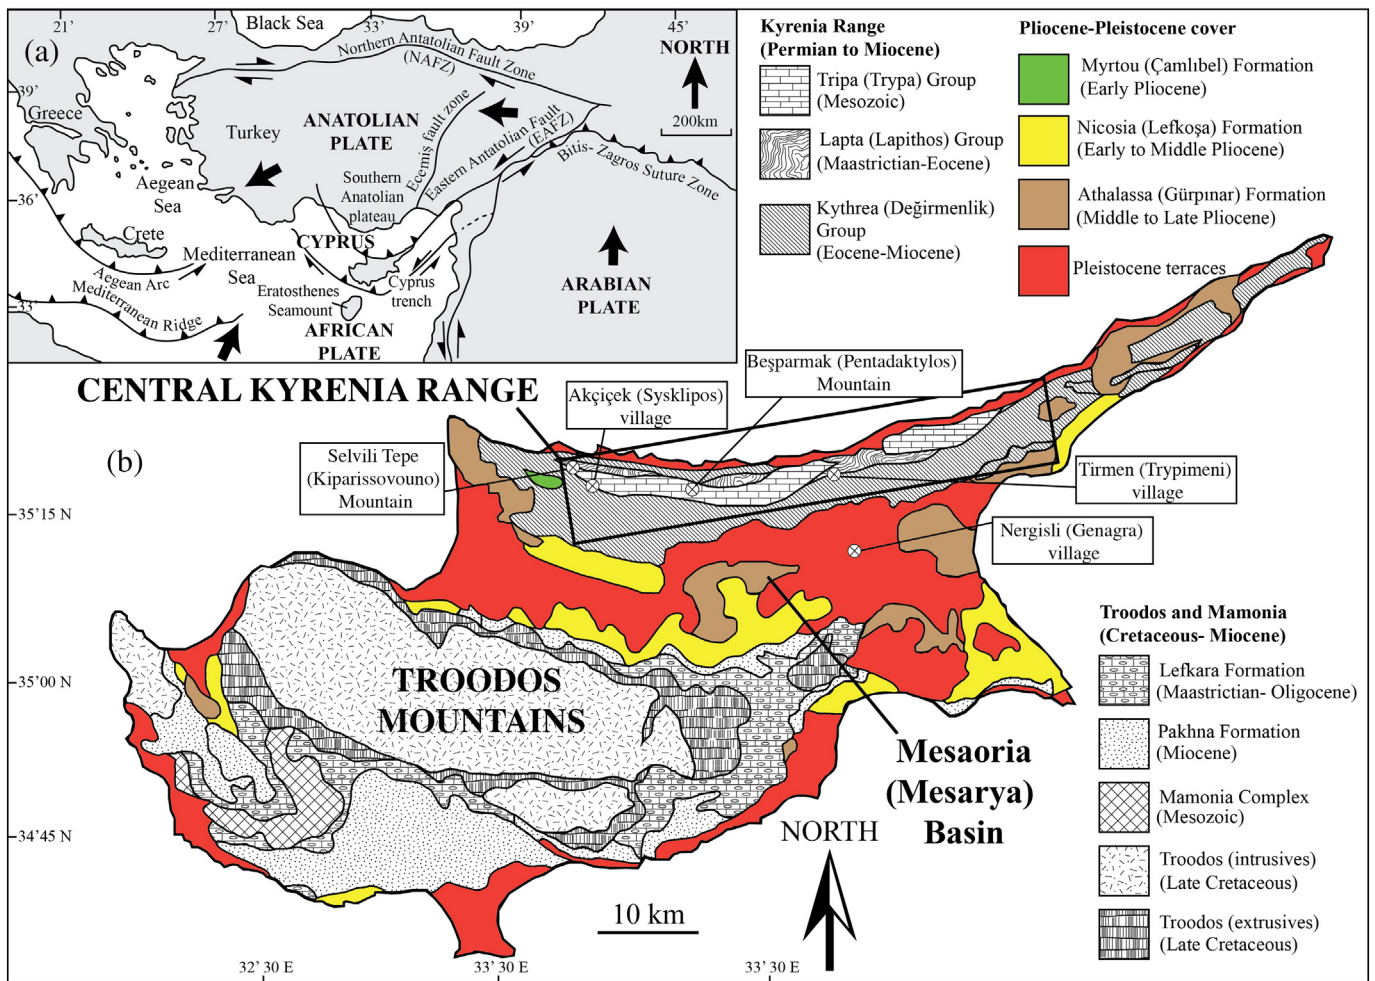 21'
27'
33'
39'
45'
39'
36'
33'
(a)
Black Sea
Northern Antatolian Fault Zone
(NAFZ)
NORTH
200km
Greece
Turkey
ANATOLIAN
PLATE
Ecemiş fault zone
Eastern Anatolian Fault
(EAFZ)
Bitis- Zagros Suture Zone
Aegean
Sea
Southern
Anatolian
plateau
Crete
CYPRUS
Mediterranean
Sea
Aegean Arc
Mediterranean Ridge
Eratosthenes
Seamount
Cyprus
trench
ARABIAN
PLATE
AFRICAN
PLATE
Kyrenia Range
(Permian to Miocene)
Tripa (Trypa) Group
(Mesozoic)
Lapta (Lapithos) Group
(Maastrictian-Eocene)
Kythrea (Değirmenlik)
Group
(Eocene-Miocene)
Pliocene-Pleistocene cover
Myrtou (Çamlıbel) Formation
(Early Pliocene)
Nicosia (Lefkoşa) Formation
(Early to Middle Pliocene)
Athalassa (Gürpınar) Formation
(Middle to Late Pliocene)
Pleistocene terraces
(b)
CENTRAL KYRENIA RANGE
Akçiçek (Sysklipos)
village
Beşparmak (Pentadaktylos)
Mountain
Selvili Tepe
(Kiparissovouno)
Mountain
Tirmen (Trypimeni)
village
Nergisli (Genagra)
village
35'15 N
35'00 N
34'45 N
TROODOS
MOUNTAINS
Mesaoria
(Mesarya)
Basin
NORTH
10 km
32' 30 E
33' 30 E
33' 30 E
Troodos and Mamonia
(Cretaceous- Miocene)
Lefkara Formation
(Maastrictian- Oligocene)
Pakhna Formation
(Miocene)
Mamonia Complex
(Mesozoic)
Troodos (intrusives)
(Late Cretaceous)
Troodos (extrusives)
(Late Cretaceous)